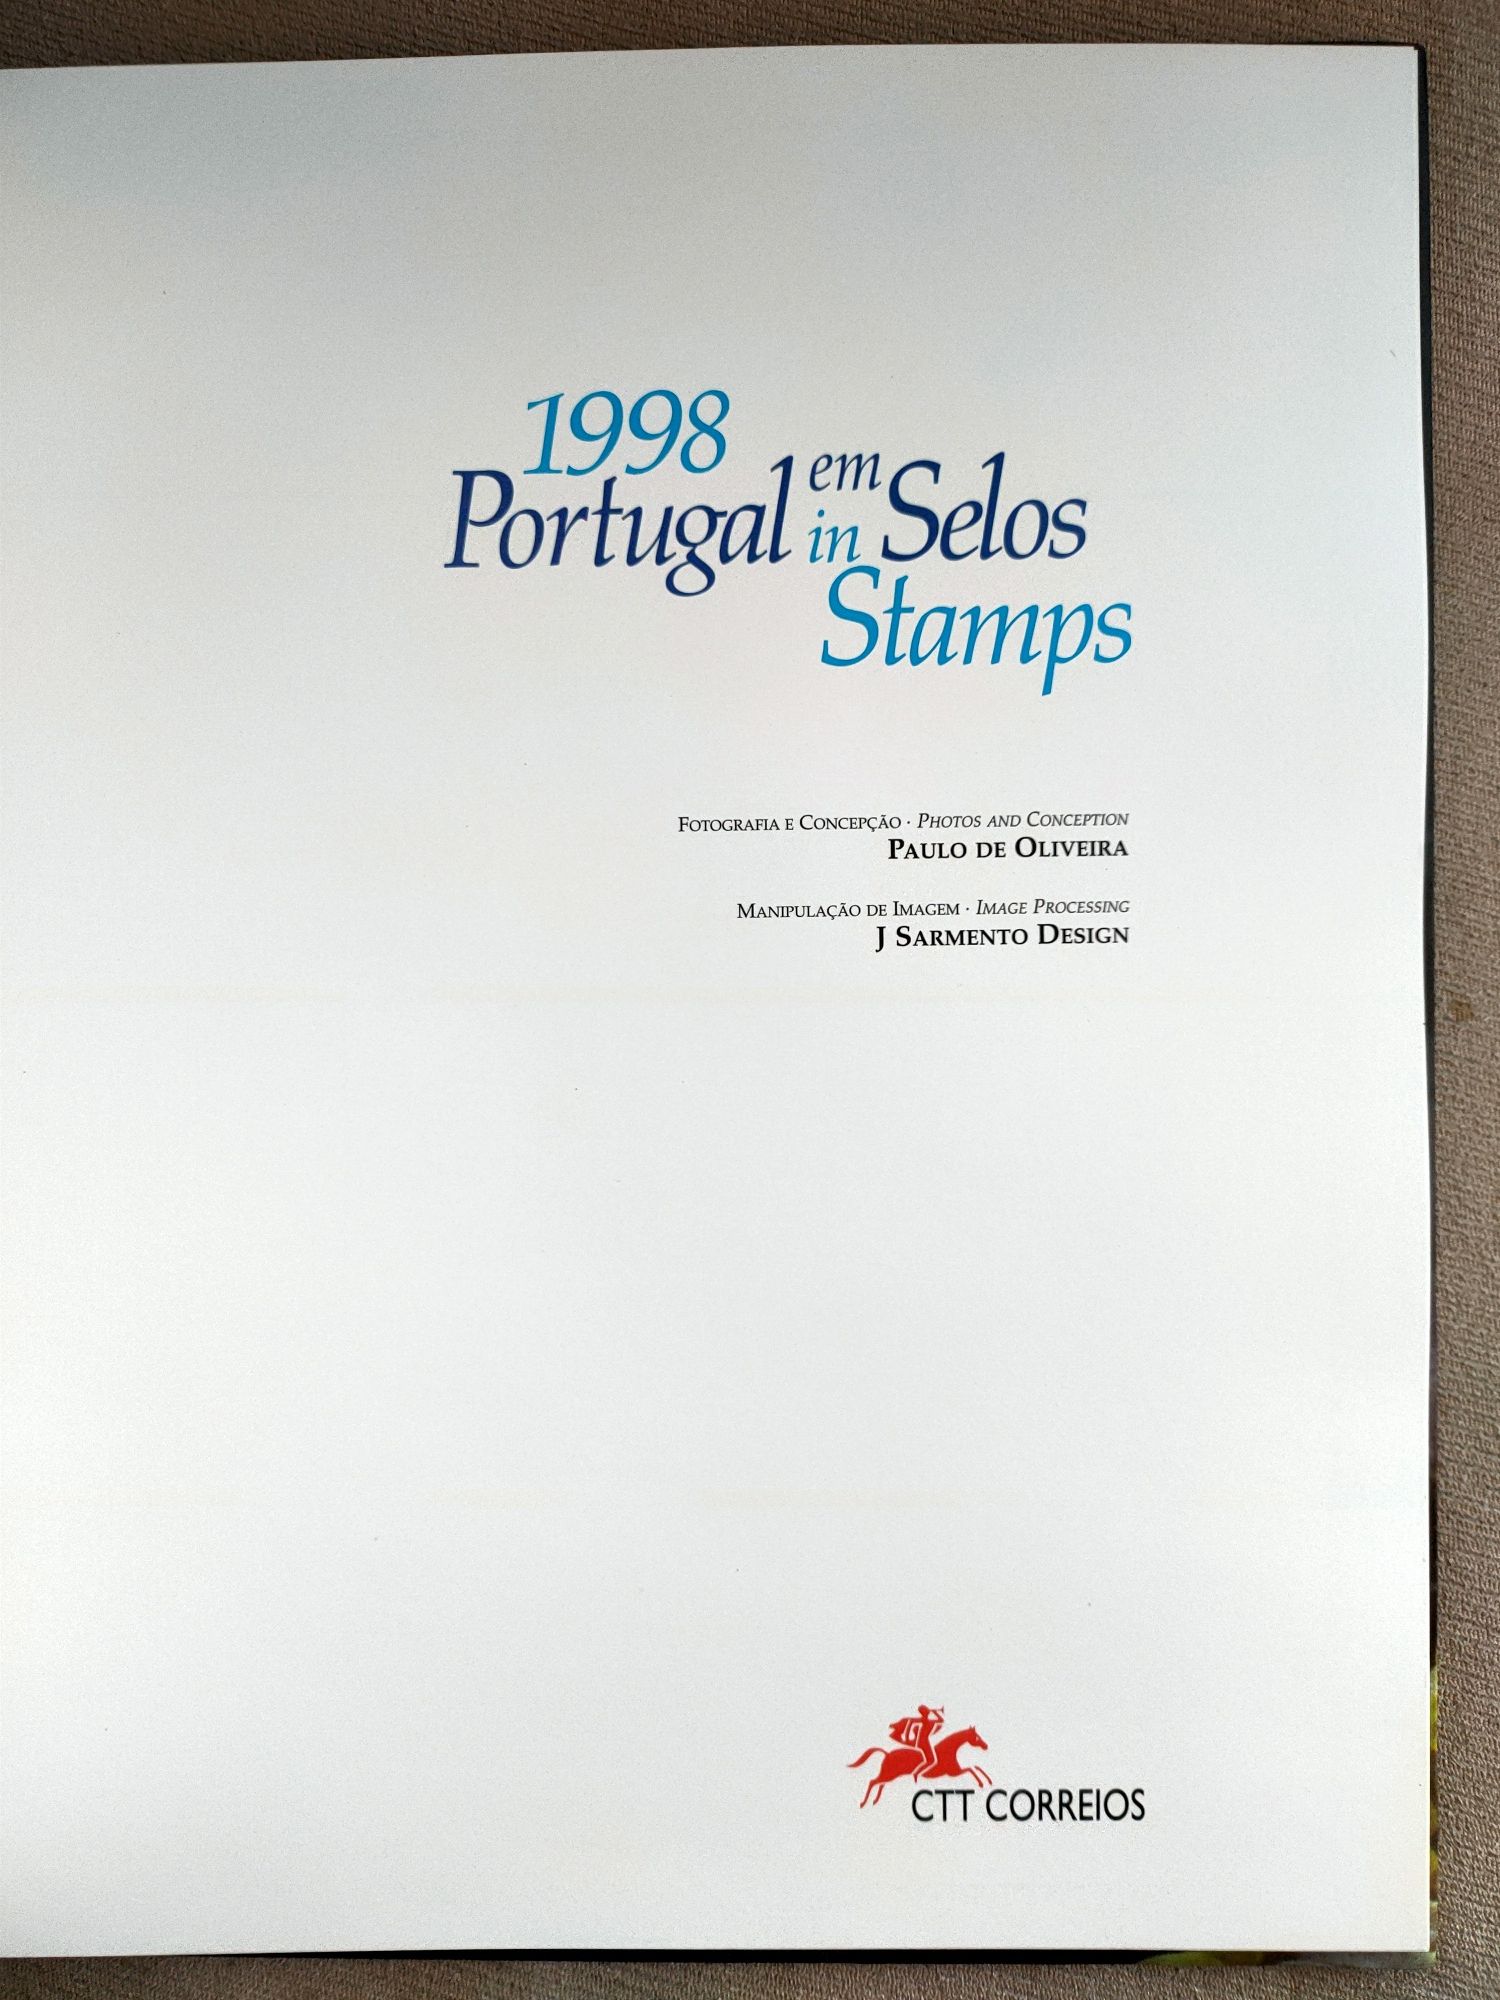 1998
Portugal em Selos
in
Stamps
FOTOGRAFIA E CONCEPÇÃO · PHOTOS AND CONCEPTION
PAULO DE OLIVEIRA
MANIPULAÇÃO DE IMAGEM · IMAGE PROCESSING
J SARMENTO DESIGN
CTT CORREIOS